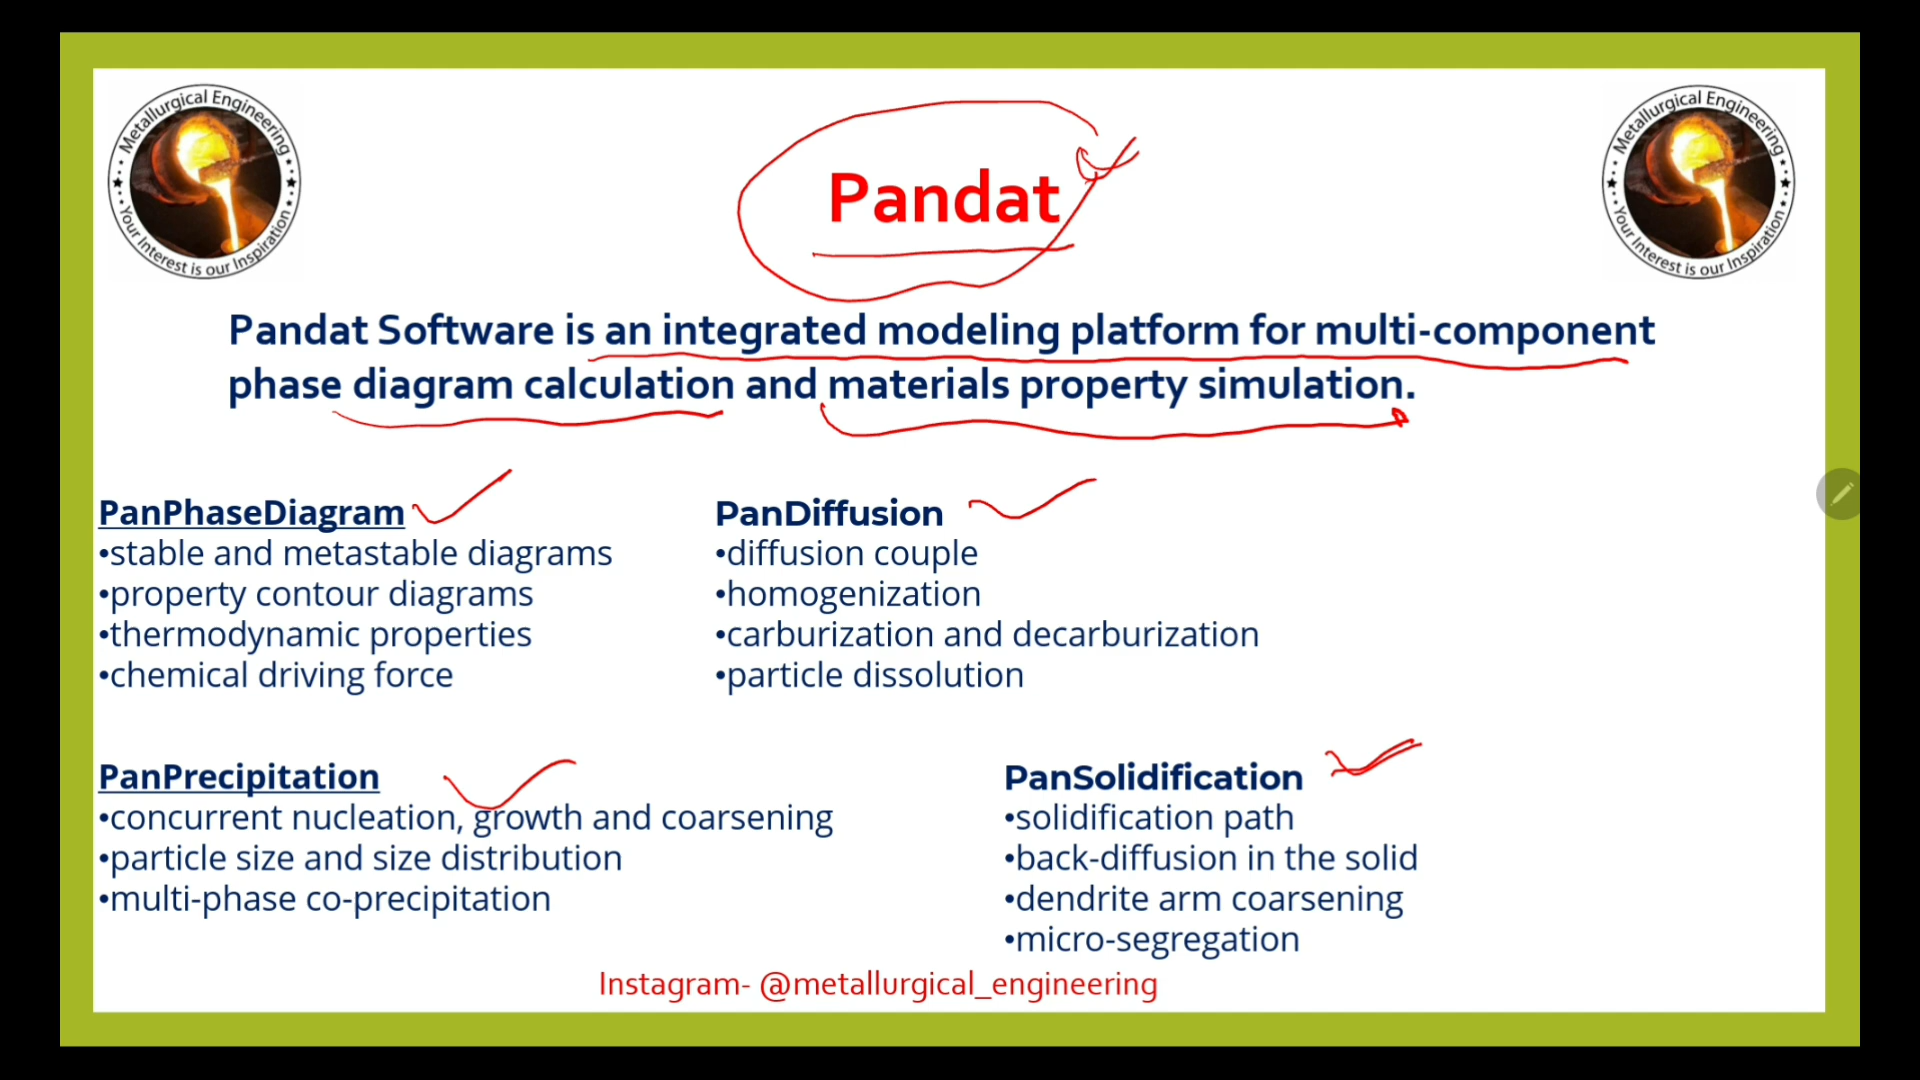 Metallurgical Engineering
Your Interest is our Inspiration
Metallurgical Engineering
Your Interest is our Inspiration
Pandat
Pandat Software is an integrated modeling platform for multi-component
phase diagram calculation and materials property simulation.
PanPhaseDiagram
•stable and metastable diagrams
•property contour diagrams
•thermodynamic properties
•chemical driving force
PanDiffusion
•diffusion couple
•homogenization
•carburization and decarburization
•particle dissolution
PanPrecipitation
•concurrent nucleation, growth and coarsening
•particle size and size distribution
•multi-phase co-precipitation
PanSolidification
•solidification path
•back-diffusion in the solid
•dendrite arm coarsening
•micro-segregation
Instagram- @metallurgical_engineering